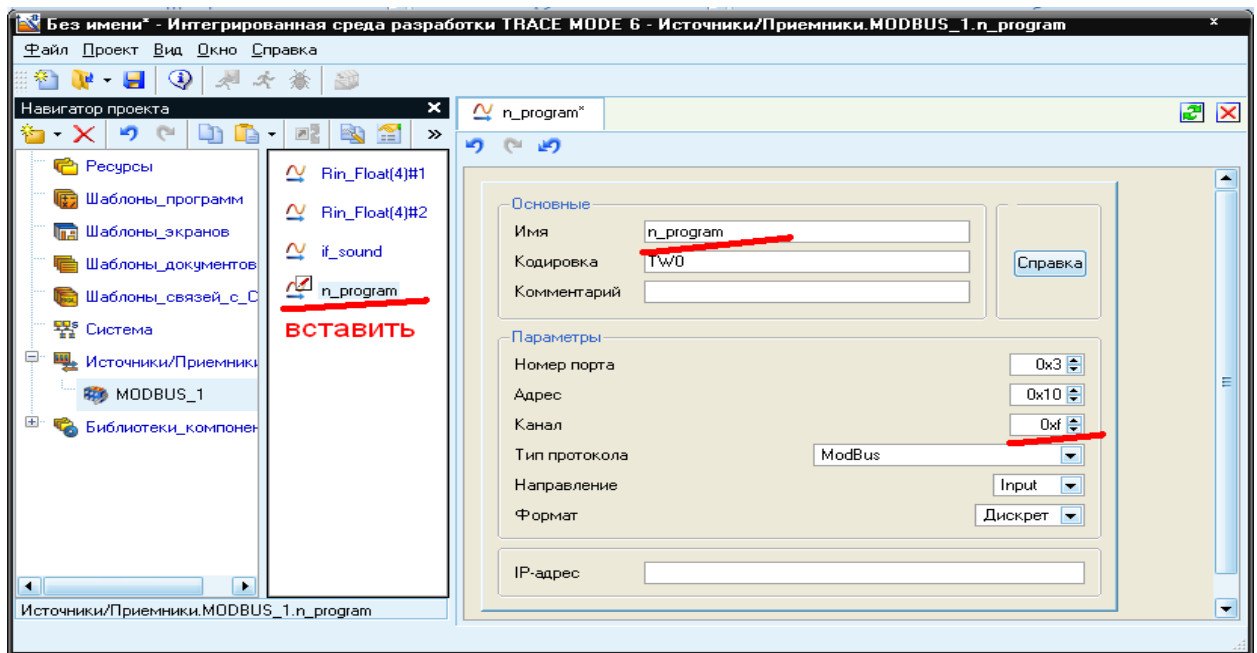 Без имени* - Интегрированная среда разработки TRACE MODE 6 - Источники/Приемники.MODBUS_1.n_program
Файл Проект Вид Окно Справка
Навигатор проекта
Ресурсы
Шаблоны_программ
Шаблоны_экранов
Шаблоны_документов
Шаблоны_связей_с_С
Система
Источники/Приемники
MODBUS_1
Библиотеки_компонен
Rin_Float(4)#1
Rin_Float(4)#2
if_sound
n_program
вставить
n_program*
Основные
Имя n_program
Кодировка TW0
Комментарий
Справка
Параметры
Номер порта 0x3
Адрес 0x10
Канал 0xf
Тип протокола ModBus
Направление Input
Формат Дискрет
IP-адрес
Источники/Приемники.MODBUS_1.n_program